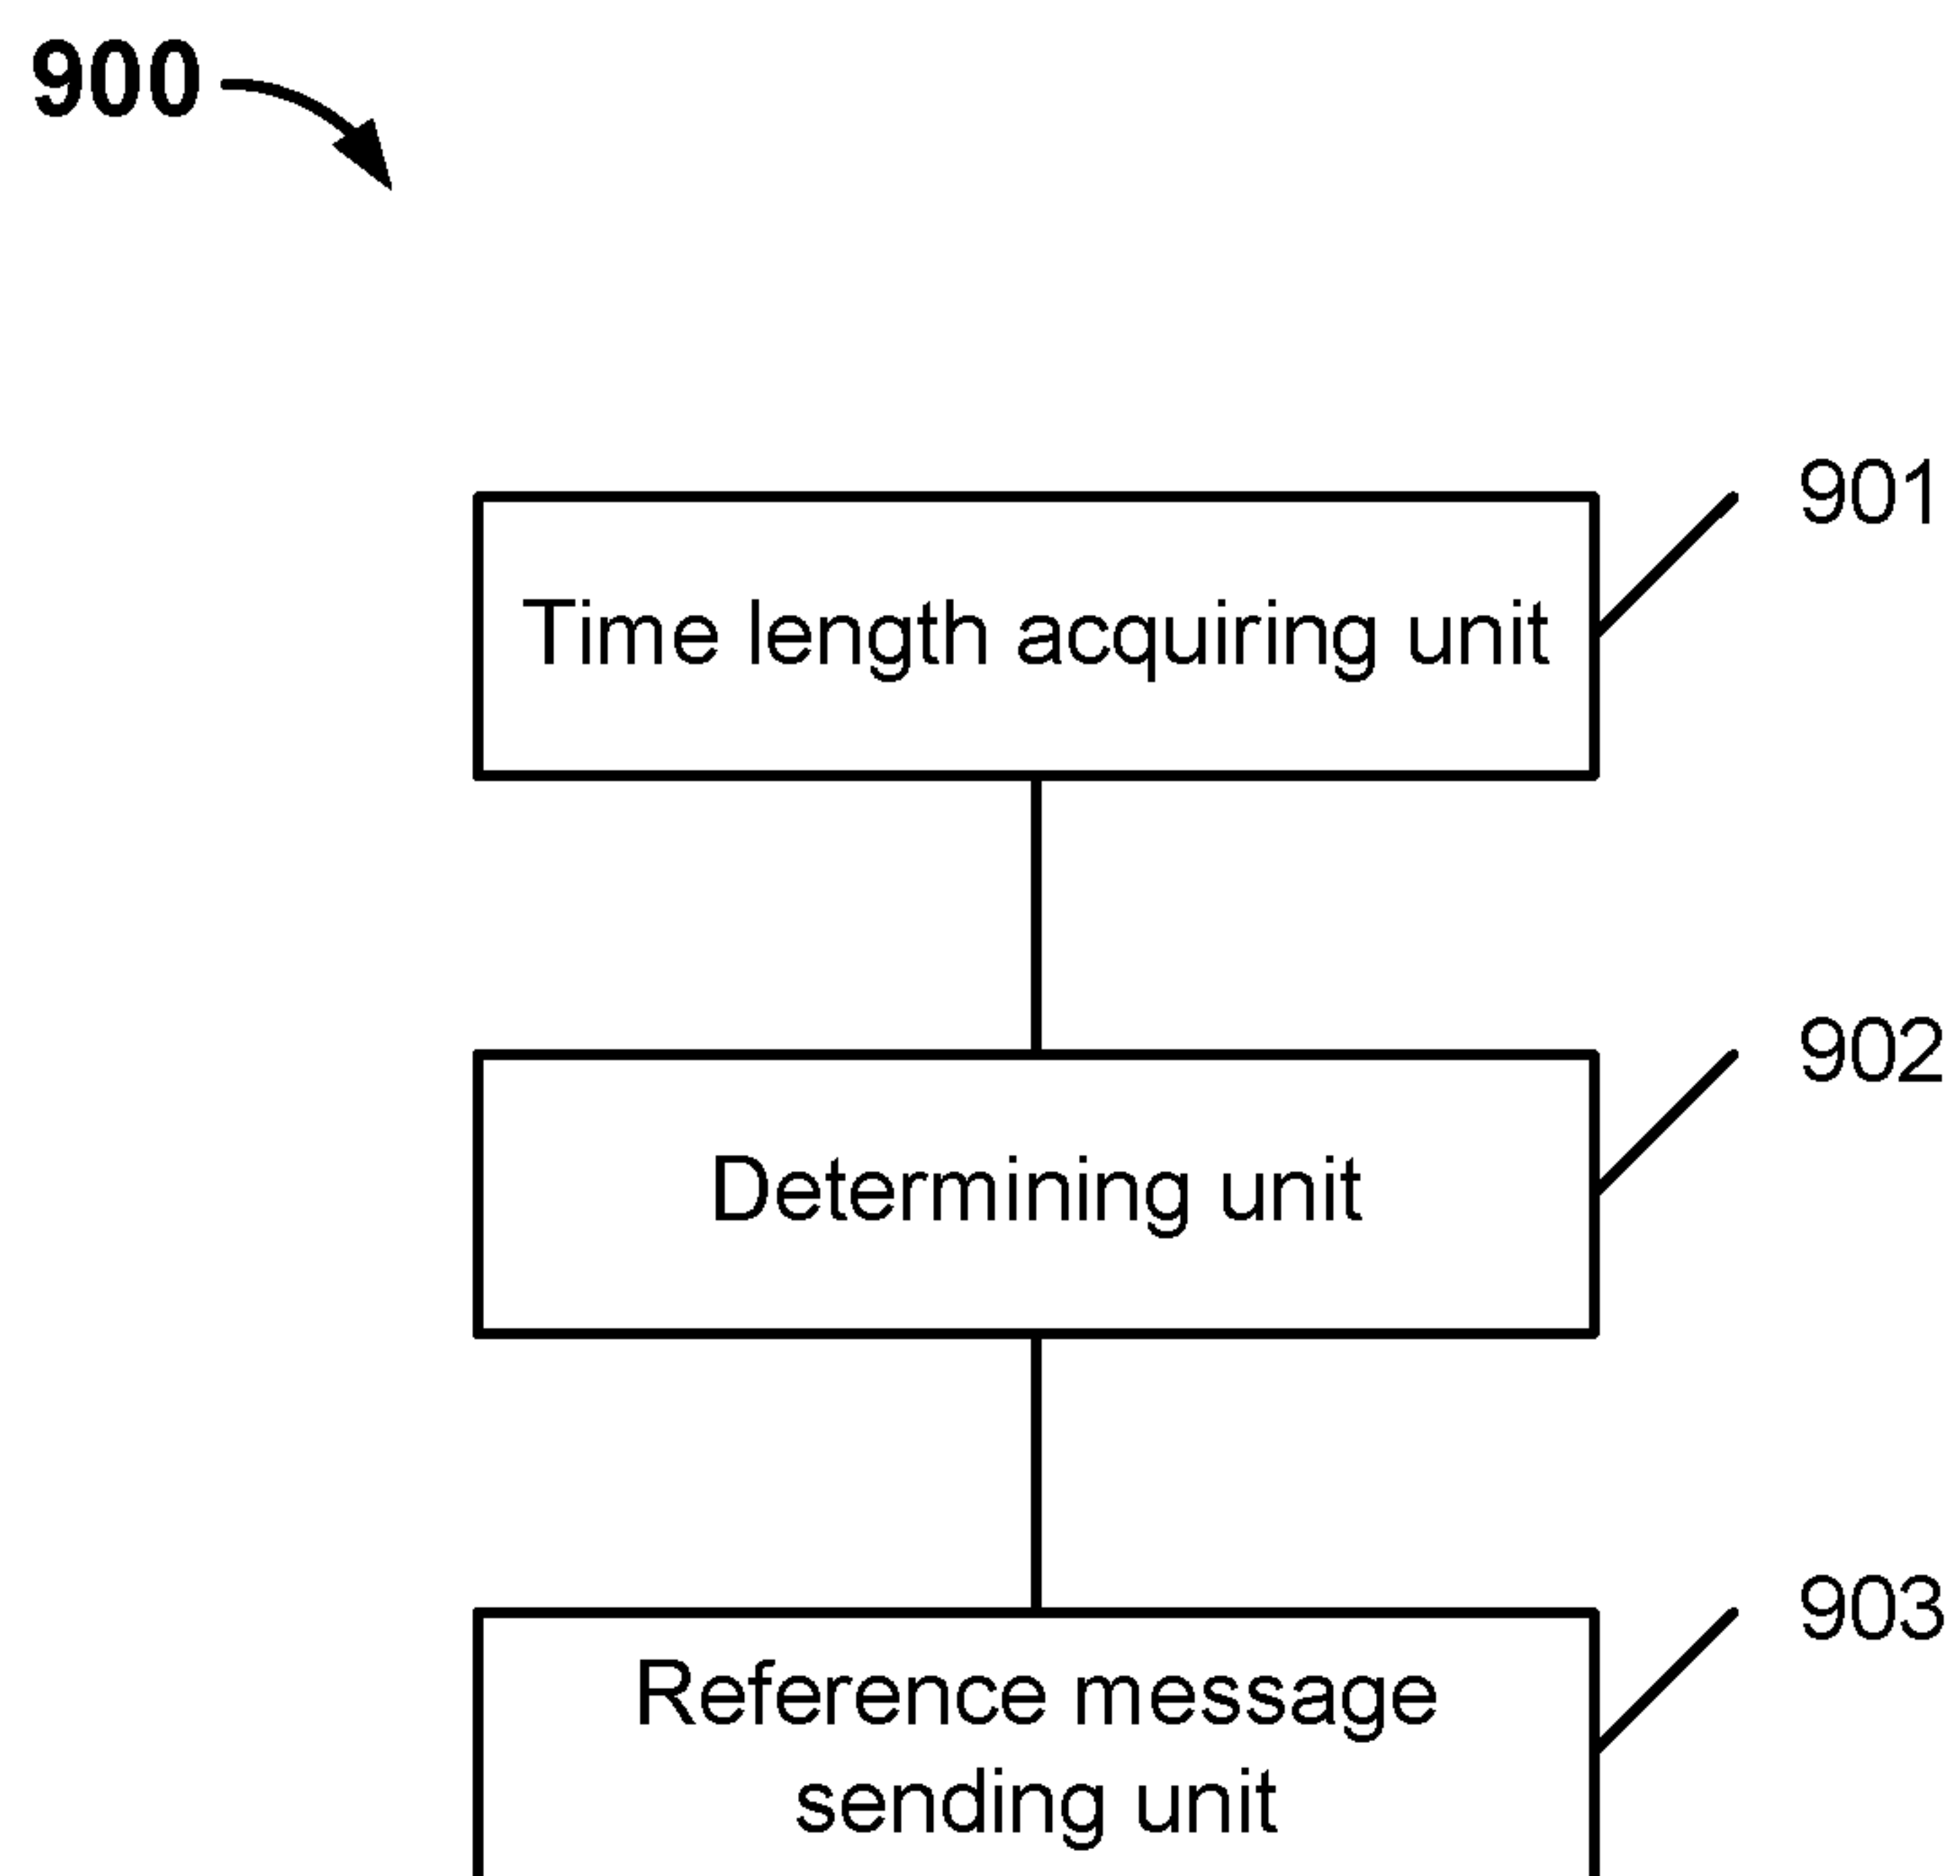 900
901
Time length acquiring unit
902
Determining unit
903
Reference message
sending unit